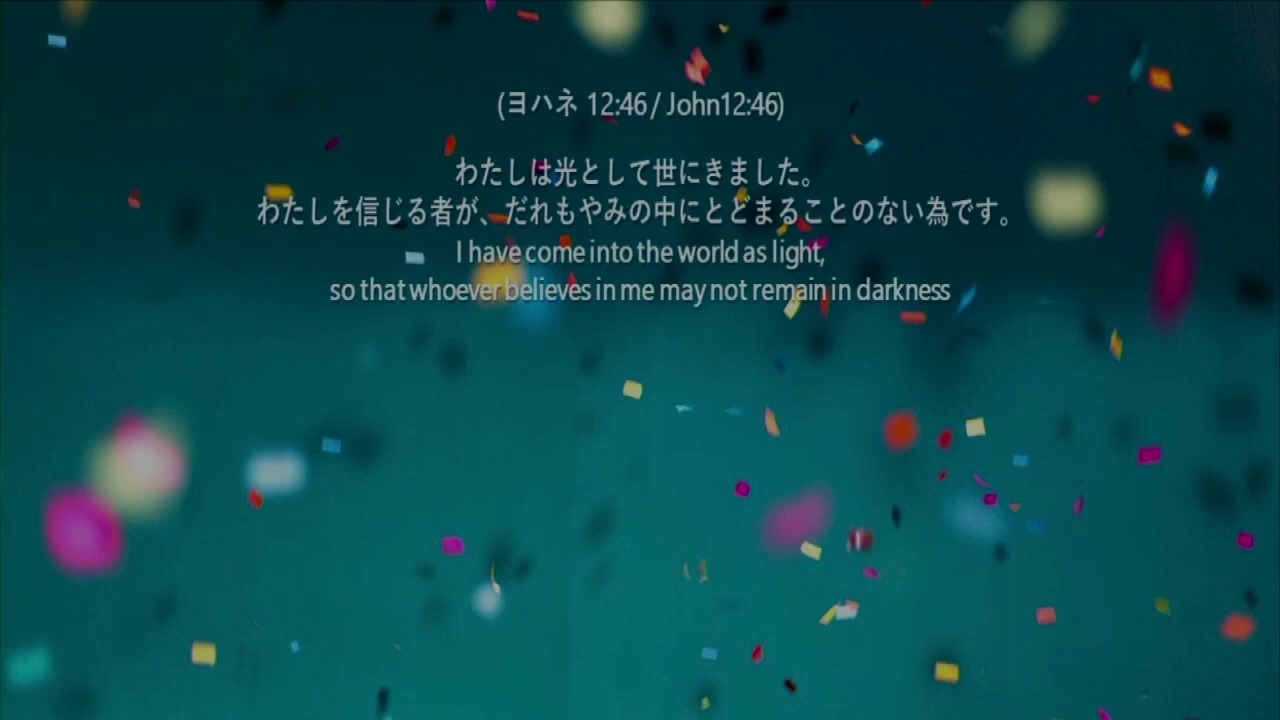 (ヨハネ 12:46 / John12:46)
わたしは光として世にきました。
わたしを信じる者が、だれもやみの中にとどまることのない為です。
I have come into the world as light,
so that whoever believes in me may not remain in darkness